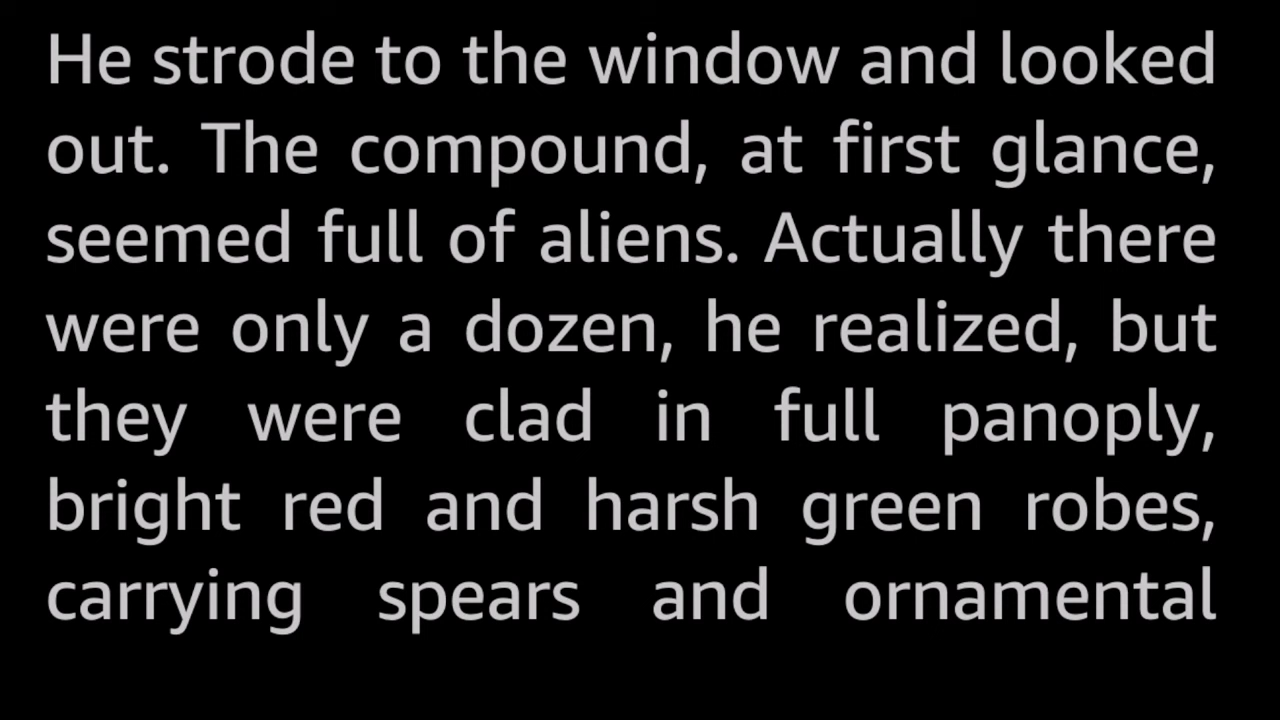 He strode to the window and looked
out. The compound, at first glance,
seemed full of aliens. Actually there
were only a dozen, he realized, but
they were clad in full panoply,
bright red and harsh green robes,
carrying spears and ornamental